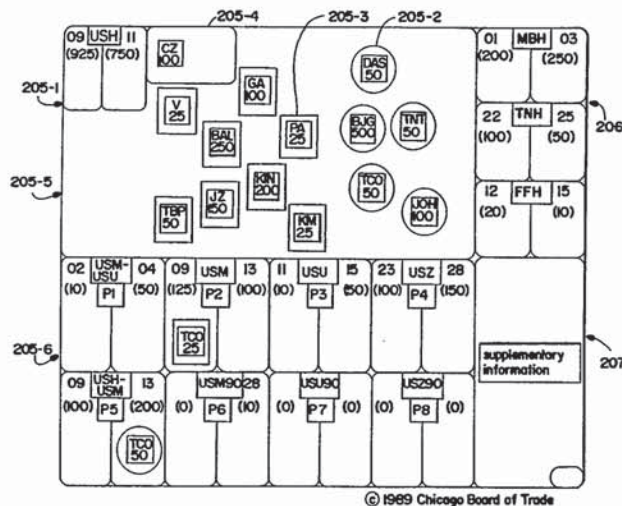 205-4 205-3 205-2
09 USH 11 CZ 100 DAS 50 01 MBH 03
(925) (750) GA 100 (200) (250)
205-1
V 25 206
BAL 250 PA 25 BJG 500 TNT 50 22 TNH 25
(100) (50)
205-5 JZ 150 KIN 200 TCO 50 12 FFH 15
TBP 50 KM 25 JOH 100 (20) (10)
02 USM-USU 04 09 USM 13 11 USU 15 23 USZ 28
(10) P1 (50) (125) P2 (100) (10) P3 (50) (100) P4 (150)
205-6 TCO 25 supplementary information 207
09 USH-USM 13 USM90 28 USU90 USZ90
(100) P5 (200) (0) P6 (10) (0) P7 (0) (0) P8 (0)
TCO 50
© 1989 Chicago Board of Trade